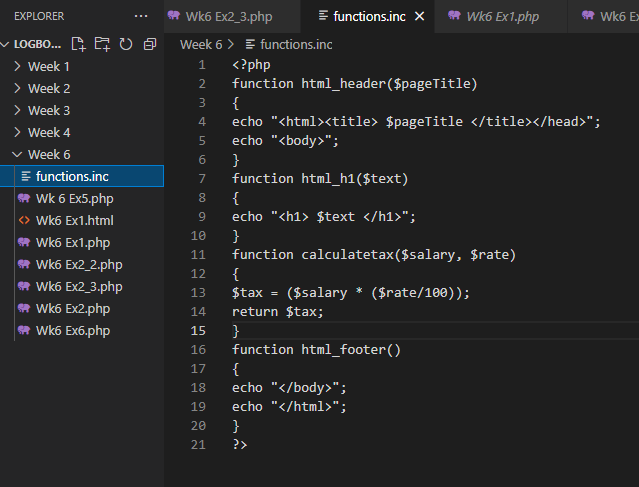 EXPLORER
LOGBO...
Week 1
Week 2
Week 3
Week 4
Week 6
functions.inc
Wk 6 Ex5.php
Wk6 Ex1.html
Wk6 Ex1.php
Wk6 Ex2_2.php
Wk6 Ex2_3.php
Wk6 Ex2.php
Wk6 Ex6.php
Wk6 Ex2_3.php
functions.inc
Wk6 Ex1.php
Wk6 Ex
Week 6 > functions.inc
1 <?php
2 function html_header($pageTitle)
3 {
4 echo "<html><title> $pageTitle </title></head>";
5 echo "<body>";
6 }
7 function html_h1($text)
8 {
9 echo "<h1> $text </h1>";
10 }
11 function calculatetax($salary, $rate)
12 {
13 $tax = ($salary * ($rate/100));
14 return $tax;
15 }
16 function html_footer()
17 {
18 echo "</body>";
19 echo "</html>";
20 }
21 ?>